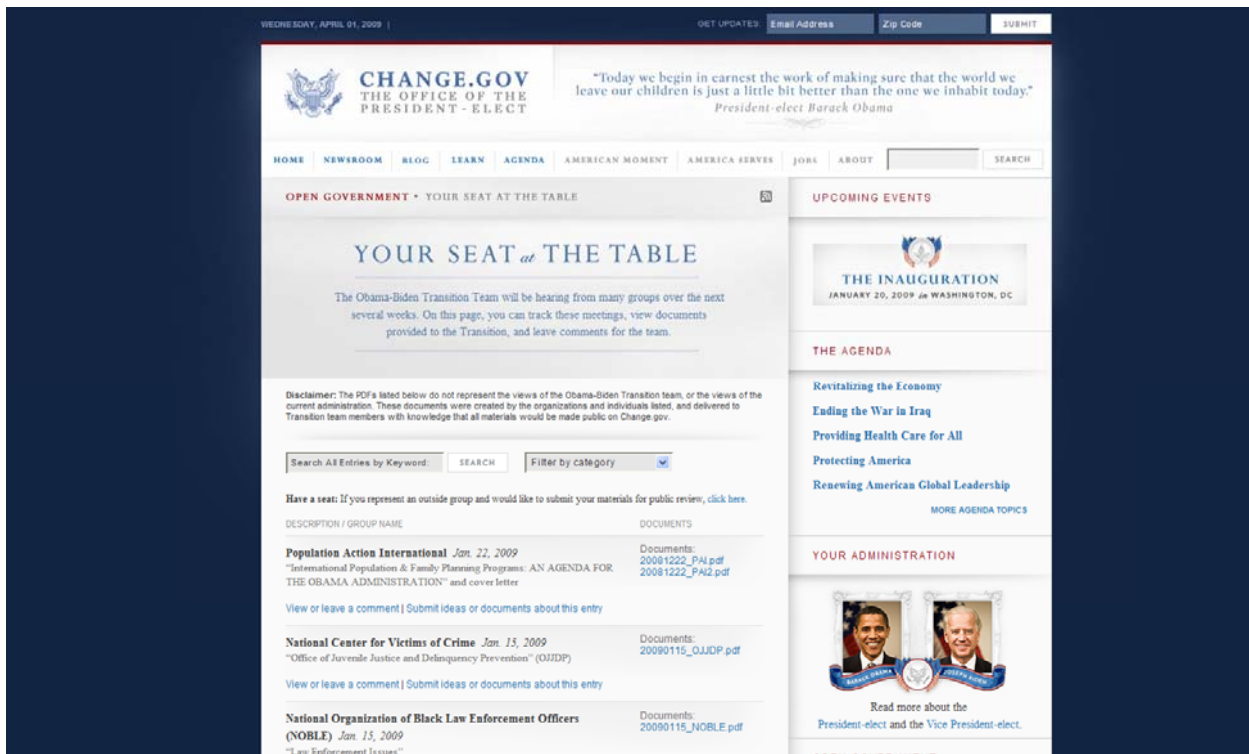 WEDNESDAY, APRIL 01, 2009 |
GET UPDATES: Email Address Zip Code SUBMIT
CHANGE.GOV
THE OFFICE OF THE
PRESIDENT-ELECT
"Today we begin in earnest the work of making sure that the world we
leave our children is just a little bit better than the one we inhabit today."
President-elect Barack Obama
HOME NEWSROOM BLOG LEARN AGENDA AMERICAN MOMENT AMERICA SERVES JOBS ABOUT SEARCH
OPEN GOVERNMENT • YOUR SEAT AT THE TABLE
YOUR SEAT at THE TABLE
The Obama-Biden Transition Team will be hearing from many groups over the next
several weeks. On this page, you can track these meetings, view documents
provided to the Transition, and leave comments for the team.
Disclaimer: The PDFs listed below do not represent the views of the Obama-Biden Transition team, or the views of the
current administration. These documents were created by the organizations and individuals listed, and delivered to
Transition team members with knowledge that all materials would be made public on Change.gov.
Search All Entries by Keyword: SEARCH Filter by category
Have a seat: If you represent an outside group and would like to submit your materials for public review, click here.
DESCRIPTION / GROUP NAME DOCUMENTS
Population Action International Jan. 22, 2009
"International Population & Family Planning Programs: AN AGENDA FOR
THE OBAMA ADMINISTRATION" and cover letter
Documents:
20081222_PAI.pdf
20081222_PAI2.pdf
View or leave a comment | Submit ideas or documents about this entry
National Center for Victims of Crime Jan. 15, 2009
"Office of Juvenile Justice and Delinquency Prevention" (OJJDP)
Documents:
20090115_OJJDP.pdf
View or leave a comment | Submit ideas or documents about this entry
National Organization of Black Law Enforcement Officers
(NOBLE) Jan. 15, 2009
"Law Enforcement Issues"
Documents:
20090115_NOBLE.pdf
UPCOMING EVENTS
THE INAUGURATION
JANUARY 20, 2009 in WASHINGTON, DC
THE AGENDA
Revitalizing the Economy
Ending the War in Iraq
Providing Health Care for All
Protecting America
Renewing American Global Leadership
MORE AGENDA TOPICS
YOUR ADMINISTRATION
BARACK OBAMA JOSEPH BIDEN
Read more about the
President-elect and the Vice President-elect.